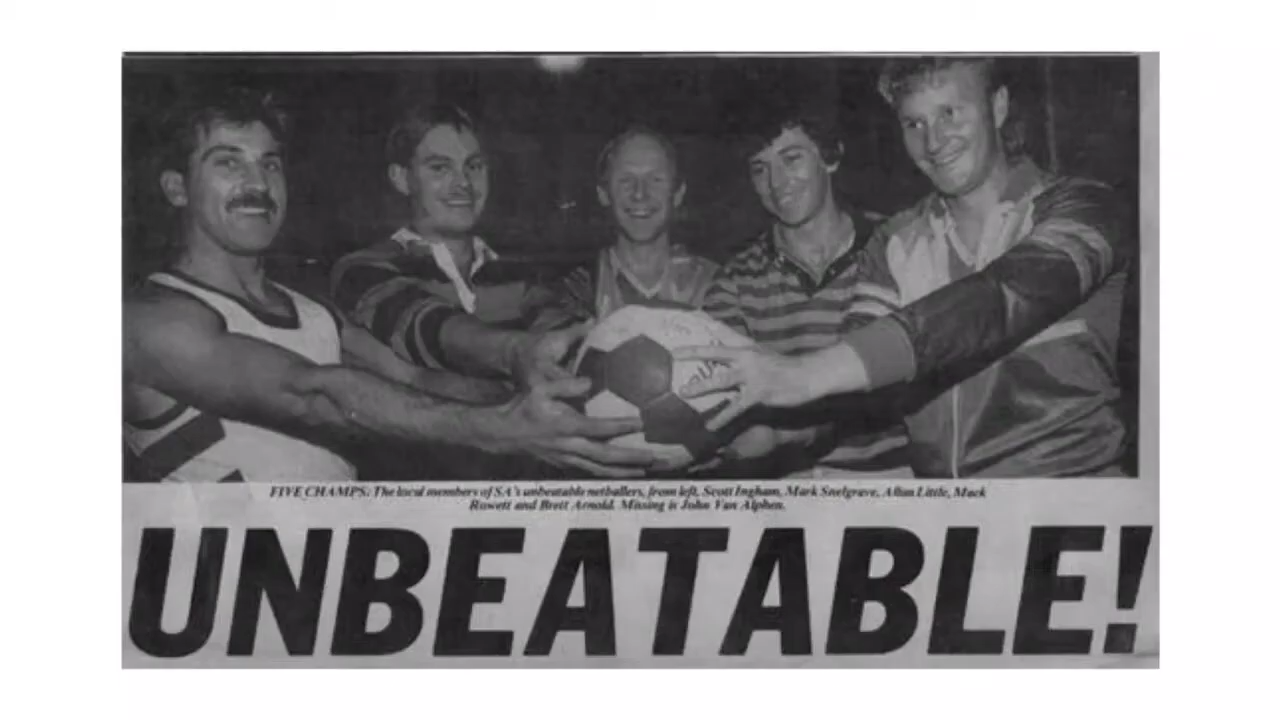 FIVE CHAMPS: The local members of SA's unbeatable netballers, from left, Scott Ingham, Mark Snelgrave, Allan Little, Mack
Rowett and Brett Arnold. Missing is John Van Alphen.
UNBEATABLE!